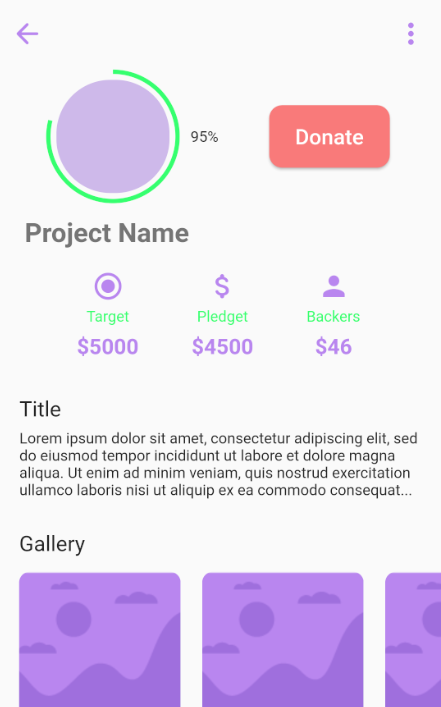 95%
Donate
Project Name
Target
Pledget
Backers
$5000
$4500
$46
Title
Lorem ipsum dolor sit amet, consectetur adipiscing elit, sed
do eiusmod tempor incididunt ut labore et dolore magna
aliqua. Ut enim ad minim veniam, quis nostrud exercitation
ullamco laboris nisi ut aliquip ex ea commodo consequat...
Gallery